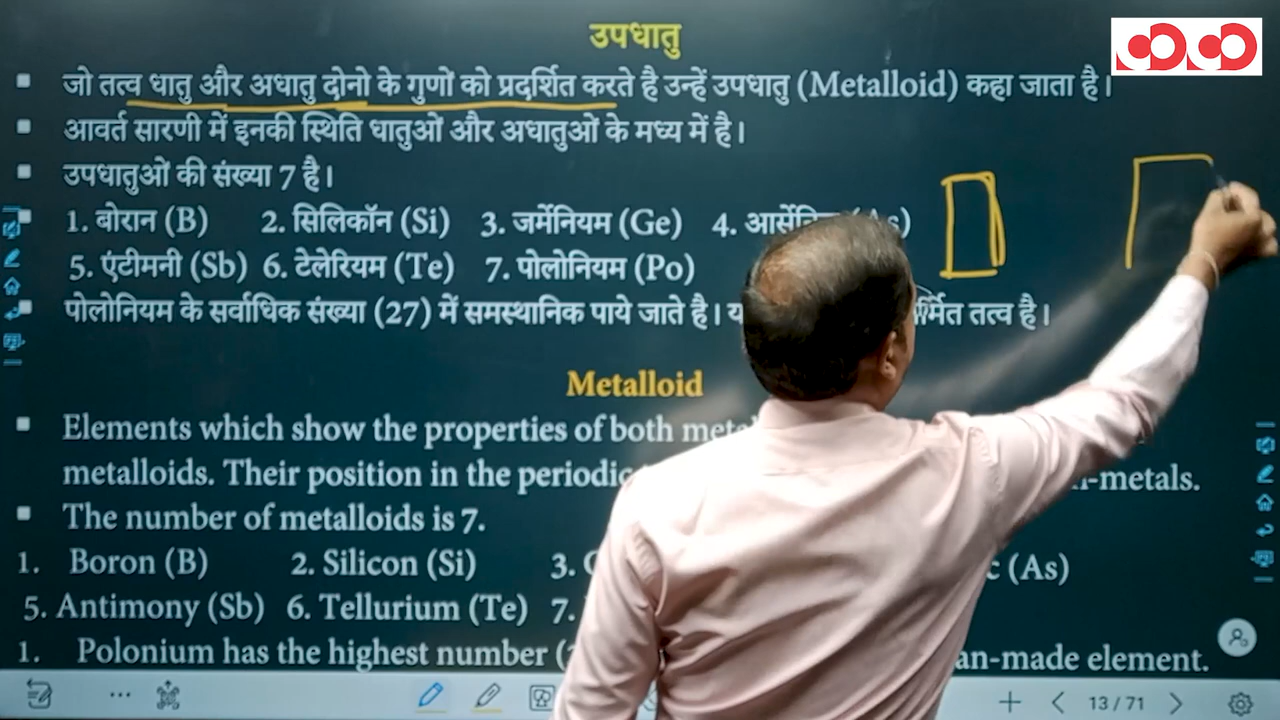 उपधातु
▪ जो तत्व धातु और अधातु दोनो के गुणों को प्रदर्शित करते है उन्हें उपधातु (Metalloid) कहा जाता है।
▪ आवर्त सारणी में इनकी स्थिति धातुओं और अधातुओं के मध्य में है।
▪ उपधातुओं की संख्या 7 है।
1. बोरान (B) 2. सिलिकॉन (Si) 3. जर्मेनियम (Ge) 4.
5. एंटीमनी (Sb) 6. टेलेरियम (Te) 7. पोलोनियम (Po)
पोलोनियम के सर्वाधिक संख्या (27) में समस्थानिक पाये जाते है। तत्व है।
Metalloid
▪ Elements which show the properties of both
metalloids. Their position in the periodic n-metals.
▪ The number of metalloids is 7.
1. Boron (B) 2. Silicon (Si) 3. (As)
5. Antimony (Sb) 6. Tellurium (Te) 7.
1. Polonium has the highest number an-made element.
13 / 71